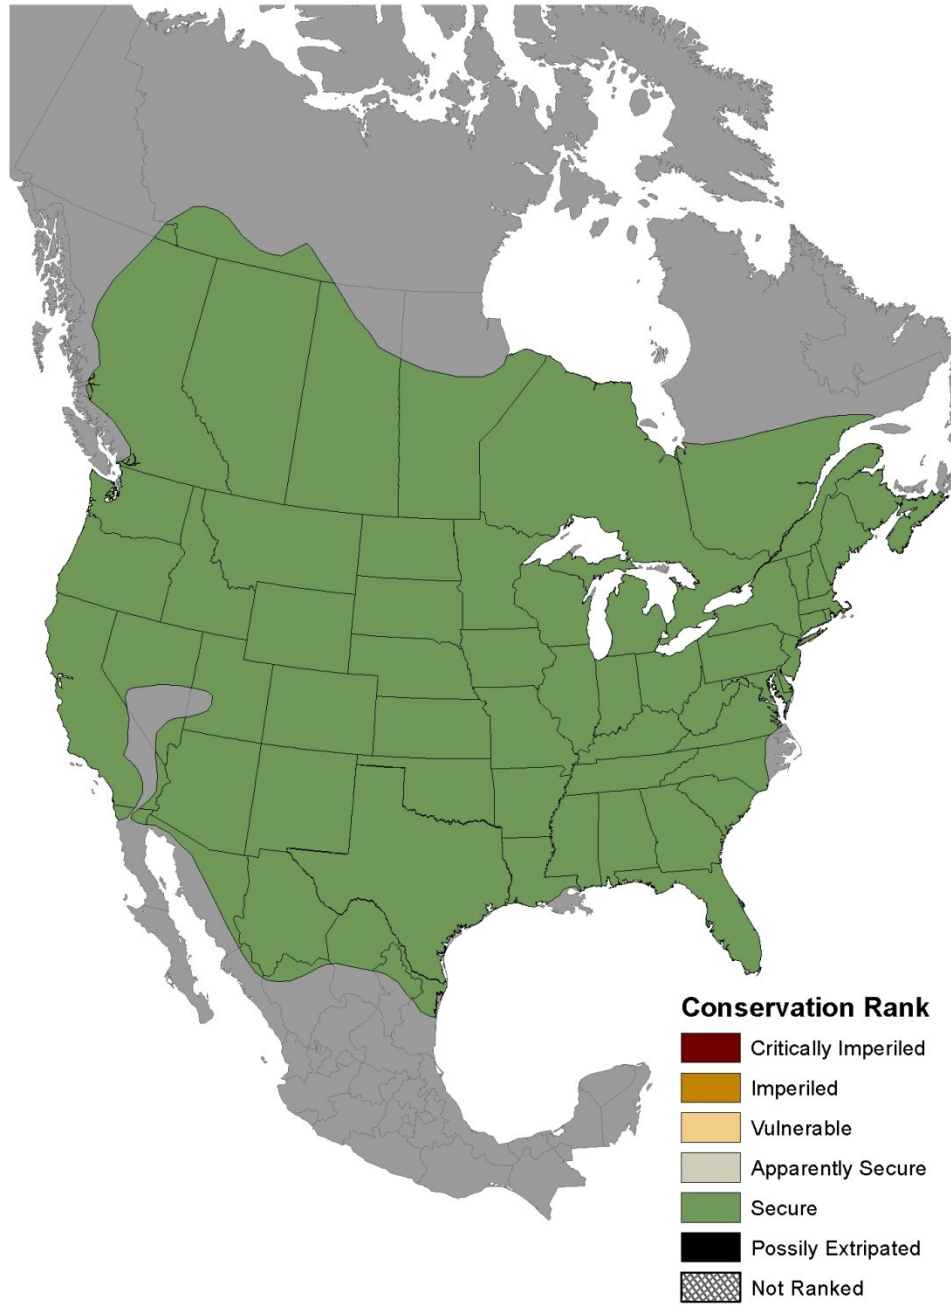 Conservation Rank
Critically Imperiled
Imperiled
Vulnerable
Apparently Secure
Secure
Possily Extripated
Not Ranked